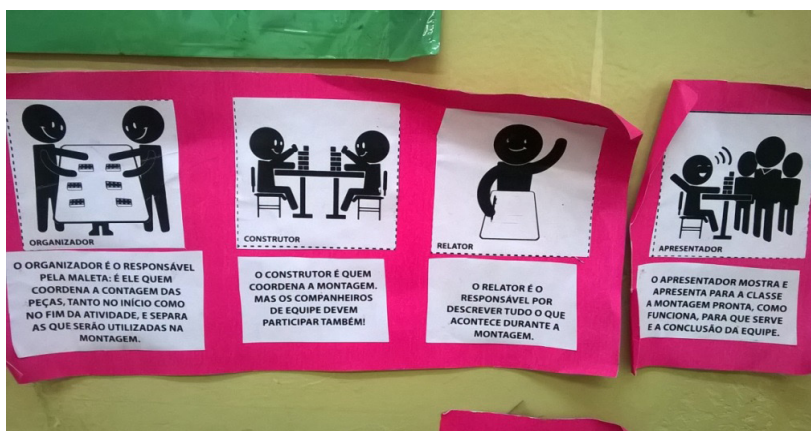 ORGANIZADOR
O ORGANIZADOR É O RESPONSÁVEL
PELA MALETA: É ELE QUEM
COORDENA A CONTAGEM DAS
PEÇAS, TANTO NO INÍCIO COMO
NO FIM DA ATIVIDADE, E SEPARA
AS QUE SERÃO UTILIZADAS NA
MONTAGEM.
CONSTRUTOR
O CONSTRUTOR É QUEM
COORDENA A MONTAGEM.
MAS OS COMPANHEIROS
DE EQUIPE DEVEM
PARTICIPAR TAMBÉM!
RELATOR
O RELATOR É O
RESPONSÁVEL POR
DESCREVER TUDO O QUE
ACONTECE DURANTE A
MONTAGEM.
APRESENTADOR
O APRESENTADOR MOSTRA E
APRESENTA PARA A CLASSE
A MONTAGEM PRONTA, COMO
FUNCIONA, PARA QUE SERVE
E A CONCLUSÃO DA EQUIPE.